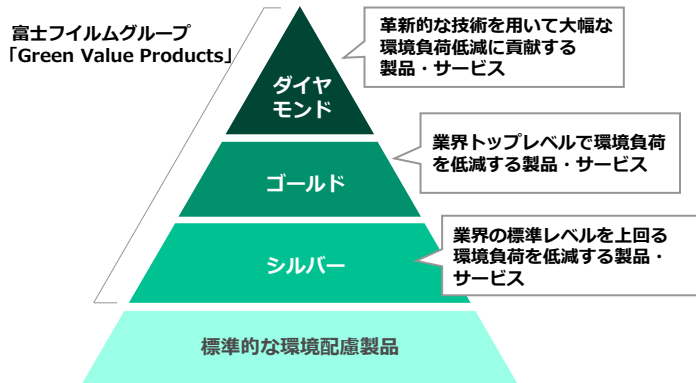 富士フイルムグループ
「Green Value Products」
革新的な技術を用いて大幅な
環境負荷低減に貢献する
製品・サービス
ダイヤ
モンド
業界トップレベルで環境負荷
を低減する製品・サービス
ゴールド
業界の標準レベルを上回る
環境負荷を低減する製品・
サービス
シルバー
標準的な環境配慮製品